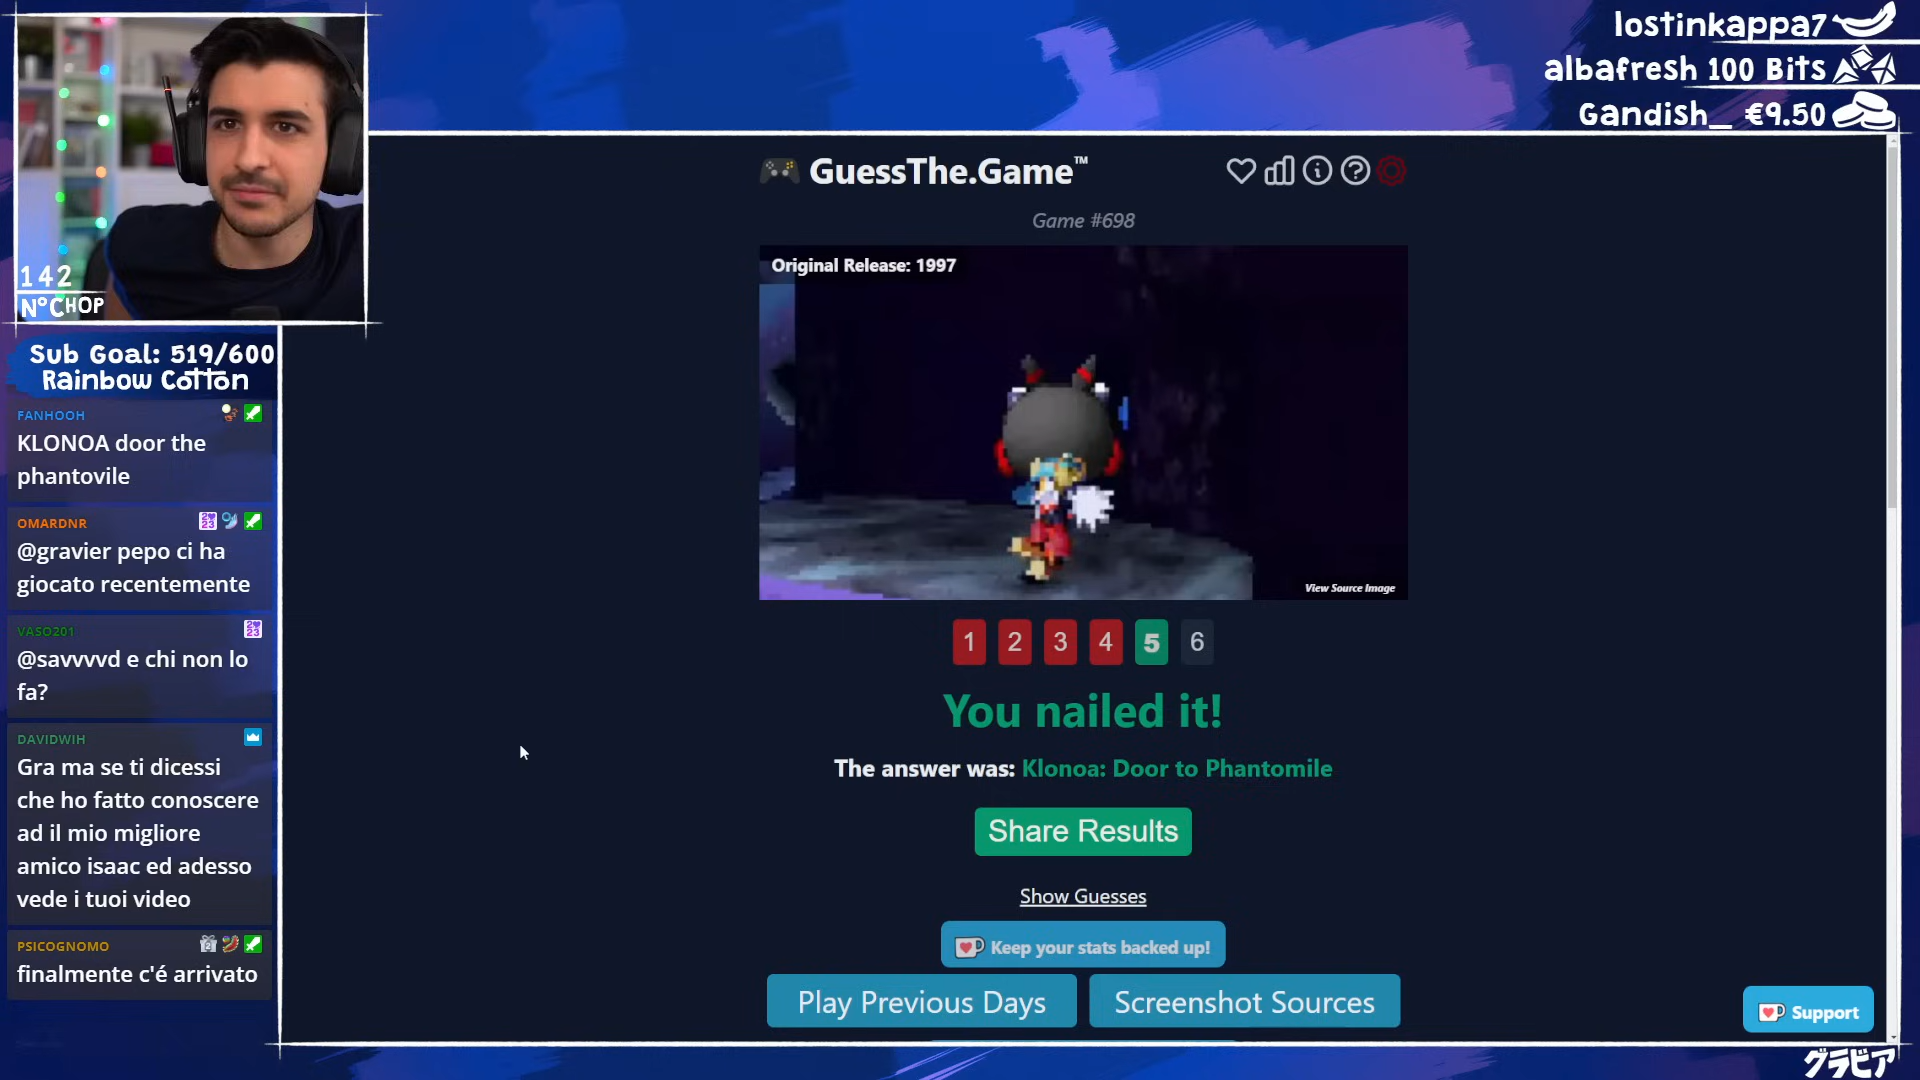 lostinkappa7
albafresh 100 Bits
Gandish_ €9.50
142
N°CHOP
Sub Goal: 519/600
Rainbow Cotton
FANHOOH
KLONOA door the
phantovile
OMARDNR
@gravier pepo ci ha
giocato recentemente
VASO201
@savvvvd e chi non lo
fa?
DAVIDWIH
Gra ma se ti dicessi
che ho fatto conoscere
ad il mio migliore
amico isaac ed adesso
vede i tuoi video
PSICOGNOMO
finalmente c'é arrivato
GuessThe.Game™
Game #698
Original Release: 1997
View Source Image
1 2 3 4 5 6
You nailed it!
The answer was: Klonoa: Door to Phantomile
Share Results
Show Guesses
Keep your stats backed up!
Play Previous Days
Screenshot Sources
Support
グラビア